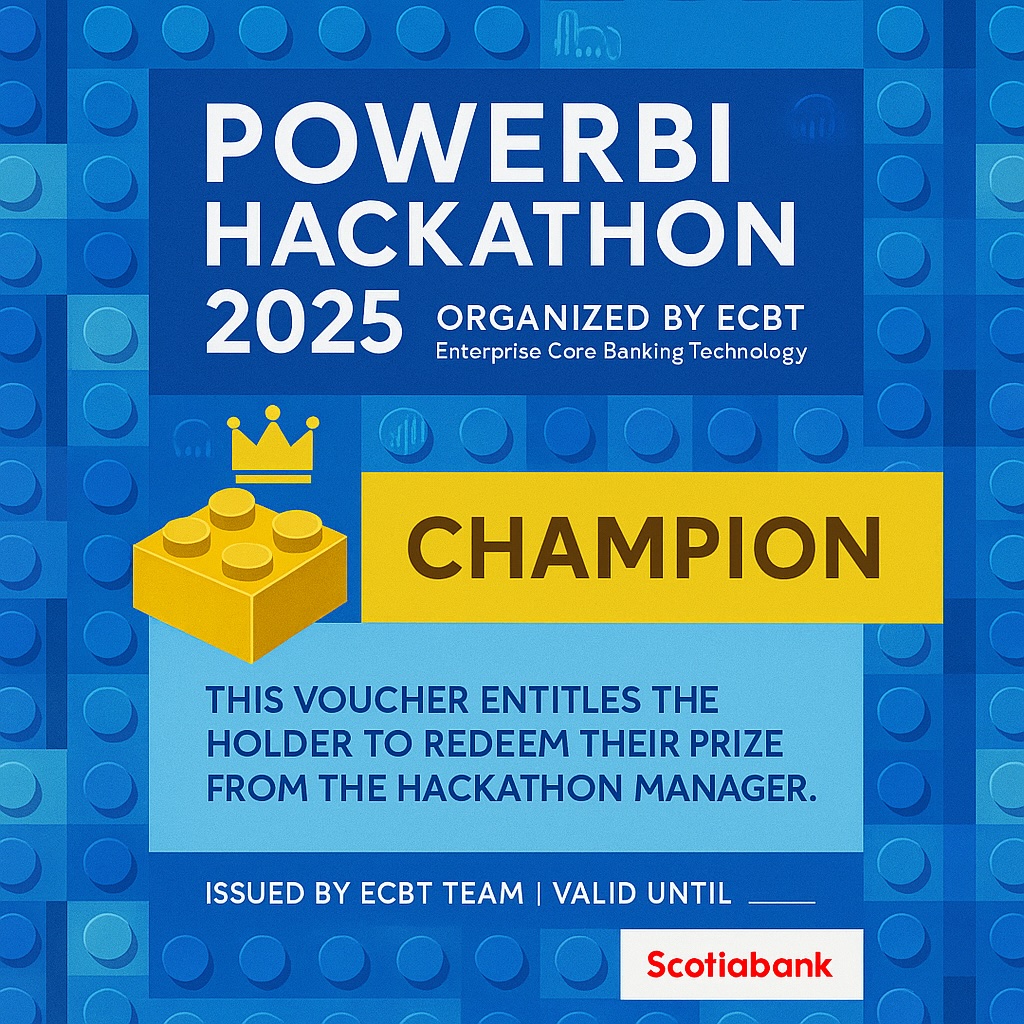 POWERBI
HACKATHON
2025
ORGANIZED BY ECBT
Enterprise Core Banking Technology
CHAMPION
THIS VOUCHER ENTITLES THE
HOLDER TO REDEEM THEIR PRIZE
FROM THE HACKATHON MANAGER.
ISSUED BY ECBT TEAM | VALID UNTIL ____
Scotiabank